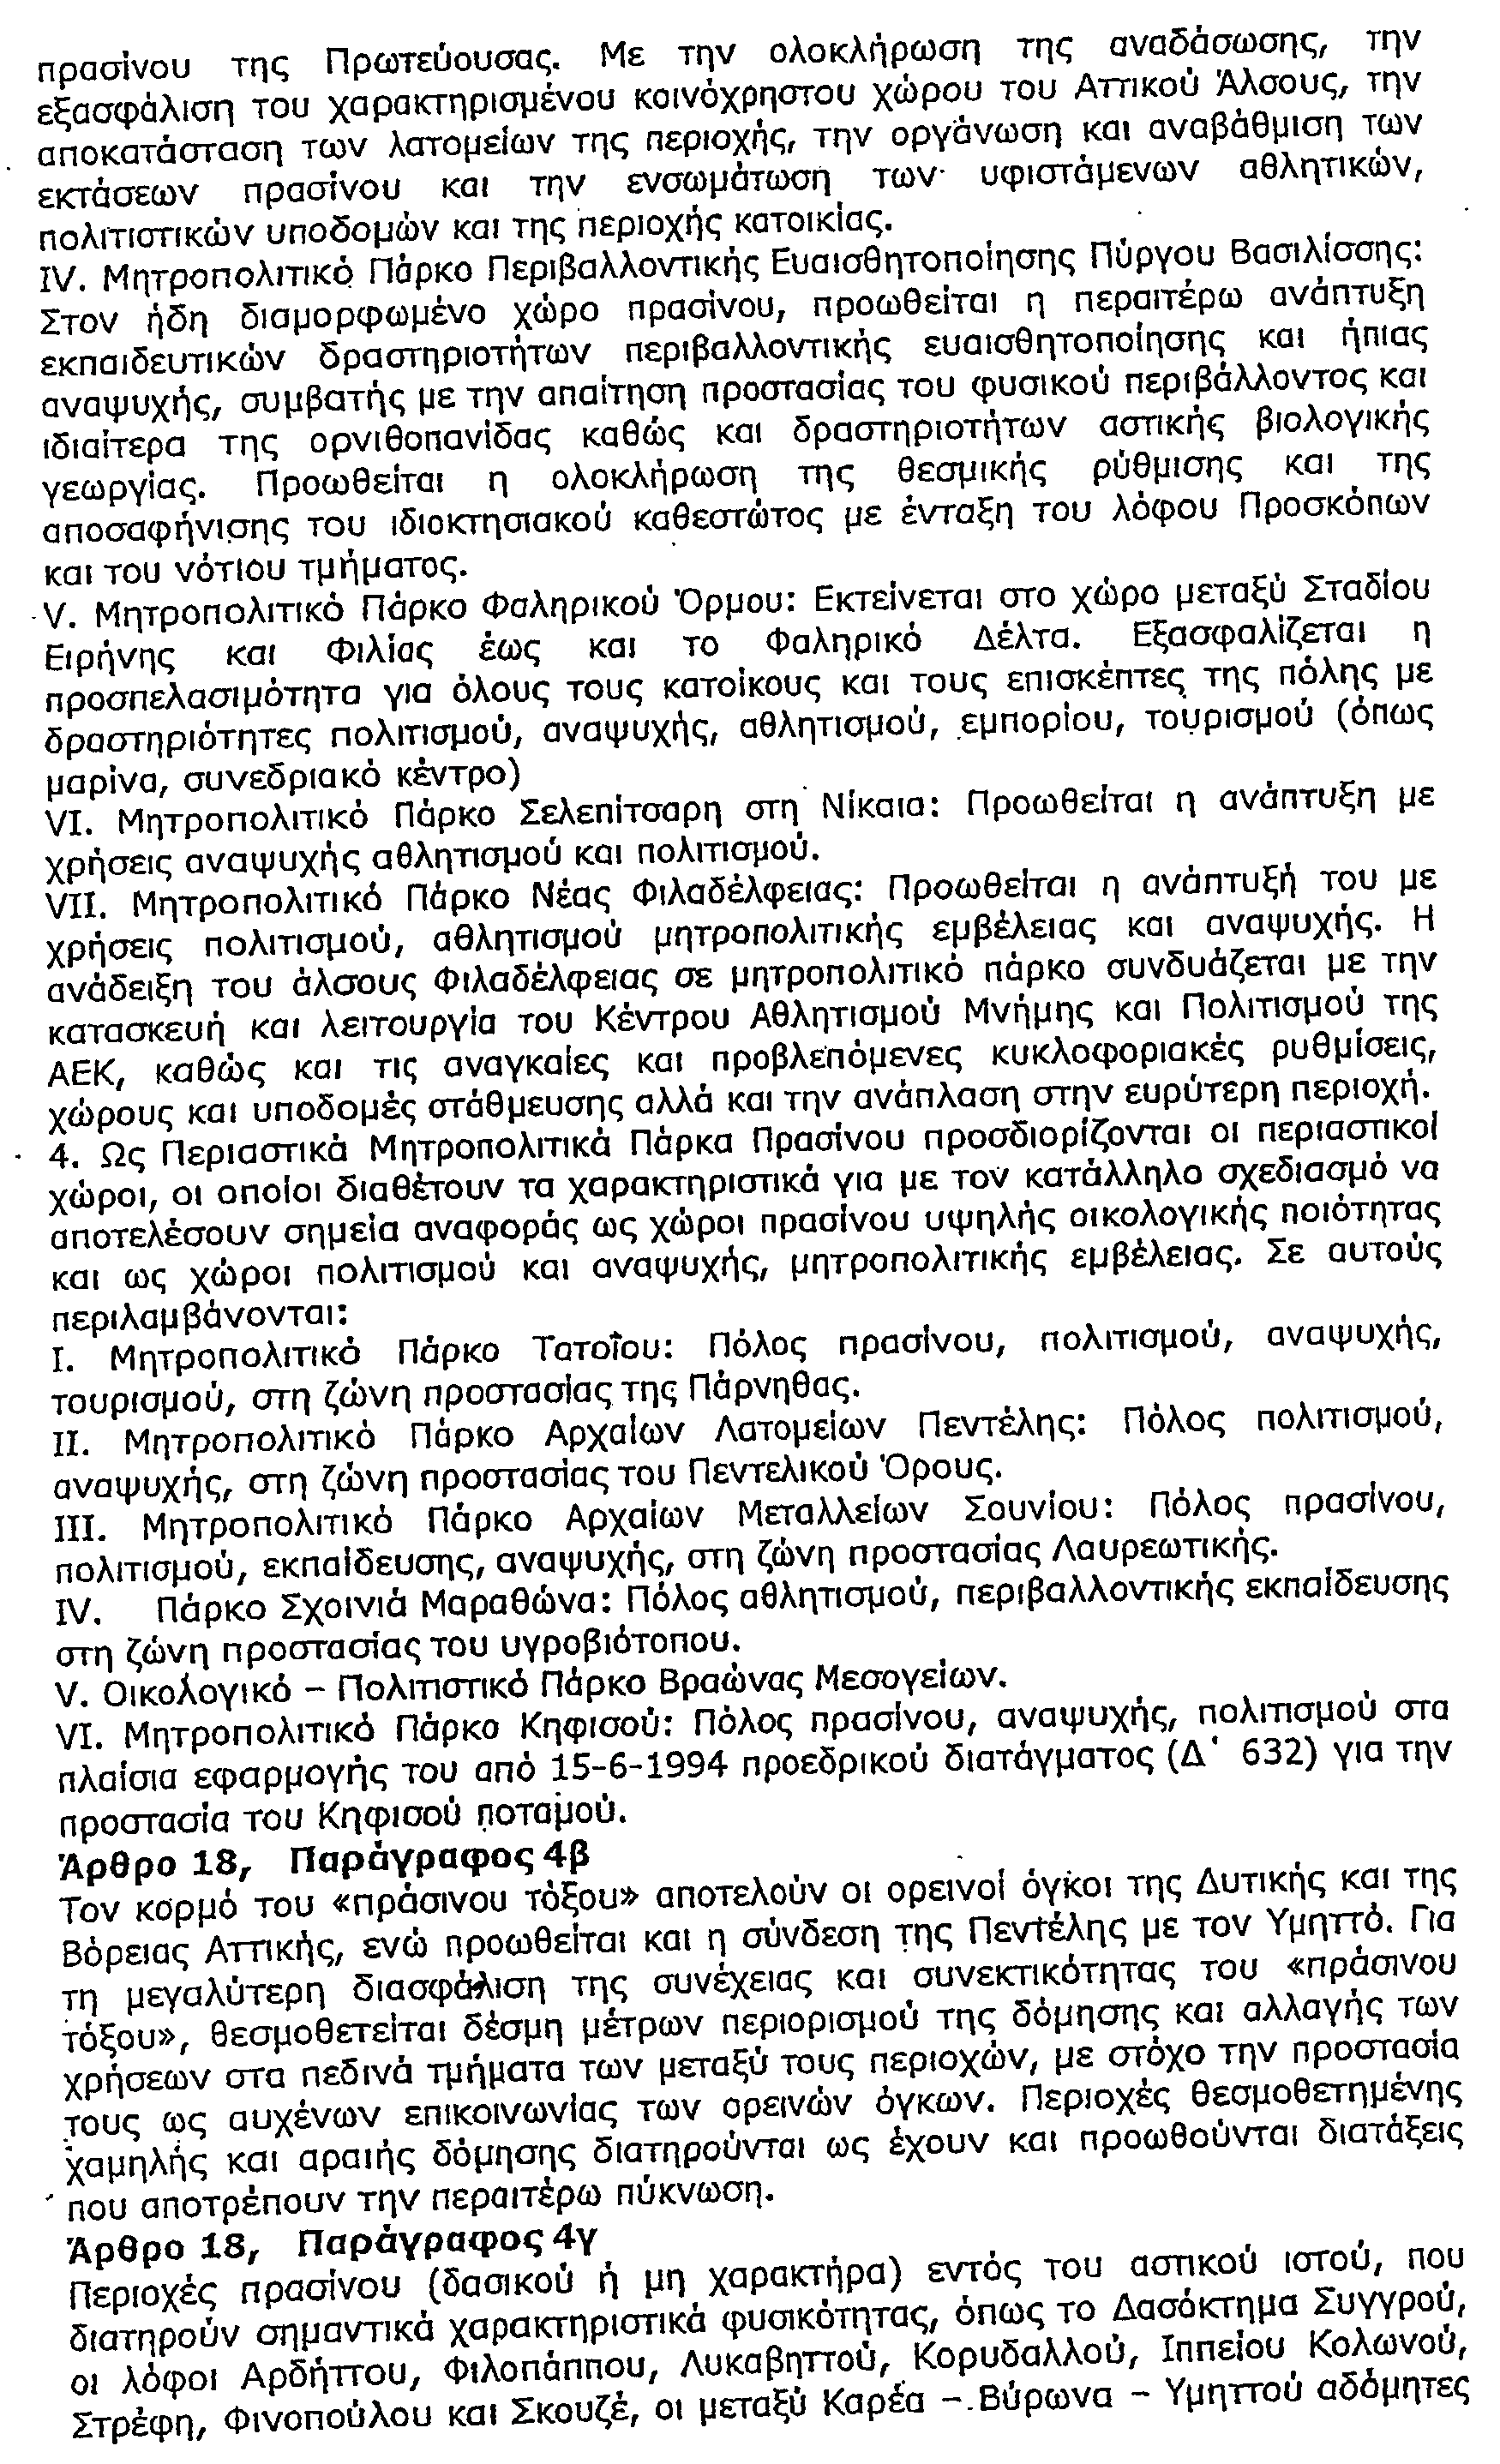 πρασίνου της Πρωτεύουσας. Με την ολοκλήρωση της αναδάσωσης, την
εξασφάλιση του χαρακτηρισμένου κοινόχρηστου χώρου του Αττικού Άλσους, την
αποκατάσταση των λατομείων της περιοχής, την οργάνωση και αναβάθμιση των
εκτάσεων πρασίνου και την ενσωμάτωση των υφιστάμενων αθλητικών,
πολιτιστικών υποδομών και της περιοχής κατοικίας.
IV. Μητροπολιτικό Πάρκο Περιβαλλοντικής Ευαισθητοποίησης Πύργου Βασιλίσσης:
Στον ήδη διαμορφωμένο χώρο πρασίνου, προωθείται η περαιτέρω ανάπτυξη
εκπαιδευτικών δραστηριοτήτων περιβαλλοντικής ευαισθητοποίησης και ήπιας
αναψυχής, συμβατής με την απαίτηση προστασίας του φυσικού περιβάλλοντος και
ιδιαίτερα της ορνιθοπανίδας καθώς και δραστηριοτήτων αστικής βιολογικής
γεωργίας. Προωθείται η ολοκλήρωση της θεσμικής ρύθμισης και της
αποσαφήνισης του ιδιοκτησιακού καθεστώτος με ένταξη του λόφου Προσκόπων
και του νότιου τμήματος.
V. Μητροπολιτικό Πάρκο Φαληρικού Όρμου: Εκτείνεται στο χώρο μεταξύ Σταδίου
Ειρήνης και Φιλίας έως και το Φαληρικό Δέλτα. Εξασφαλίζεται η
προσπελασιμότητα για όλους τους κατοίκους και τους επισκέπτες της πόλης με
δραστηριότητες πολιτισμού, αναψυχής, αθλητισμού, εμπορίου, τουρισμού (όπως
μαρίνα, συνεδριακό κέντρο)
VI. Μητροπολιτικό Πάρκο Σελεπίτσαρη στη Νίκαια: Προωθείται η ανάπτυξη με
χρήσεις αναψυχής αθλητισμού και πολιτισμού.
VII. Μητροπολιτικό Πάρκο Νέας Φιλαδέλφειας: Προωθείται η ανάπτυξή του με
χρήσεις πολιτισμού, αθλητισμού μητροπολιτικής εμβέλειας και αναψυχής. Η
ανάδειξη του άλσους Φιλαδέλφειας σε μητροπολιτικό πάρκο συνδυάζεται με την
κατασκευή και λειτουργία του Κέντρου Αθλητισμού Μνήμης και Πολιτισμού της
ΑΕΚ, καθώς και τις αναγκαίες και προβλεπόμενες κυκλοφοριακές ρυθμίσεις,
χώρους και υποδομές στάθμευσης αλλά και την ανάπλαση στην ευρύτερη περιοχή.
4. Ως Περιαστικά Μητροπολιτικά Πάρκα Πρασίνου προσδιορίζονται οι περιαστικοί
χώροι, οι οποίοι διαθέτουν τα χαρακτηριστικά για με τον κατάλληλο σχεδιασμό να
αποτελέσουν σημεία αναφοράς ως χώροι πρασίνου υψηλής οικολογικής ποιότητας
και ως χώροι πολιτισμού και αναψυχής, μητροπολιτικής εμβέλειας. Σε αυτούς
περιλαμβάνονται:
I. Μητροπολιτικό Πάρκο Τατοΐου: Πόλος πρασίνου, πολιτισμού, αναψυχής,
τουρισμού, στη ζώνη προστασίας της Πάρνηθας.
II. Μητροπολιτικό Πάρκο Αρχαίων Λατομείων Πεντέλης: Πόλος πολιτισμού,
αναψυχής, στη ζώνη προστασίας του Πεντελικού Όρους.
III. Μητροπολιτικό Πάρκο Αρχαίων Μεταλλείων Σουνίου: Πόλος πρασίνου,
πολιτισμού, εκπαίδευσης, αναψυχής, στη ζώνη προστασίας Λαυρεωτικής.
IV. Πάρκο Σχοινιά Μαραθώνα: Πόλος αθλητισμού, περιβαλλοντικής εκπαίδευσης
στη ζώνη προστασίας του υγροβιότοπου.
V. Οικολογικό – Πολιτιστικό Πάρκο Βραώνας Μεσογείων.
VI. Μητροπολιτικό Πάρκο Κηφισού: Πόλος πρασίνου, αναψυχής, πολιτισμού στα
πλαίσια εφαρμογής του από 15-6-1994 προεδρικού διατάγματος (Δ΄ 632) για την
προστασία του Κηφισού ποταμού.
Άρθρο 18, Παράγραφος 4β
Τον κορμό του «πράσινου τόξου» αποτελούν οι ορεινοί όγκοι της Δυτικής και της
Βόρειας Αττικής, ενώ προωθείται και η σύνδεση της Πεντέλης με τον Υμηττό. Για
τη μεγαλύτερη διασφάλιση της συνέχειας και συνεκτικότητας του «πράσινου
τόξου», θεσμοθετείται δέσμη μέτρων περιορισμού της δόμησης και αλλαγής των
χρήσεων στα πεδινά τμήματα των μεταξύ τους περιοχών, με στόχο την προστασία
τους ως αυχένων επικοινωνίας των ορεινών όγκων. Περιοχές θεσμοθετημένης
χαμηλής και αραιής δόμησης διατηρούνται ως έχουν και προωθούνται διατάξεις
που αποτρέπουν την περαιτέρω πύκνωση.
Άρθρο 18, Παράγραφος 4γ
Περιοχές πρασίνου (δασικού ή μη χαρακτήρα) εντός του αστικού ιστού, που
διατηρούν σημαντικά χαρακτηριστικά φυσικότητας, όπως το Δασόκτημα Συγγρού,
οι λόφοι Αρδήττου, Φιλοπάππου, Λυκαβηττού, Κορυδαλλού, Ιππείου Κολωνού,
Στρέφη, Φινοπούλου και Σκουζέ, οι μεταξύ Καρέα – Βύρωνα – Υμηττού αδόμητες